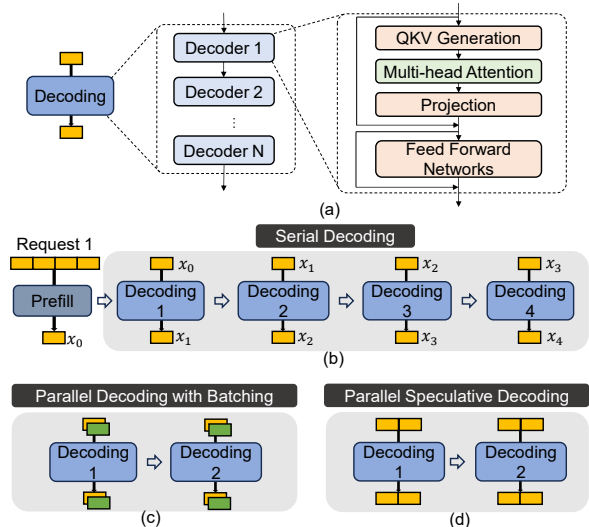 Decoding
Decoder 1
Decoder 2
⋮
Decoder N
QKV Generation
Multi-head Attention
Projection
Feed Forward
Networks
(a)
Serial Decoding
Request 1
Prefill
x₀
x₀
Decoding
1
x₁
x₁
Decoding
2
x₂
x₂
Decoding
3
x₃
x₃
Decoding
4
x₄
(b)
Parallel Decoding with Batching
Decoding
1
Decoding
2
(c)
Parallel Speculative Decoding
Decoding
1
Decoding
2
(d)